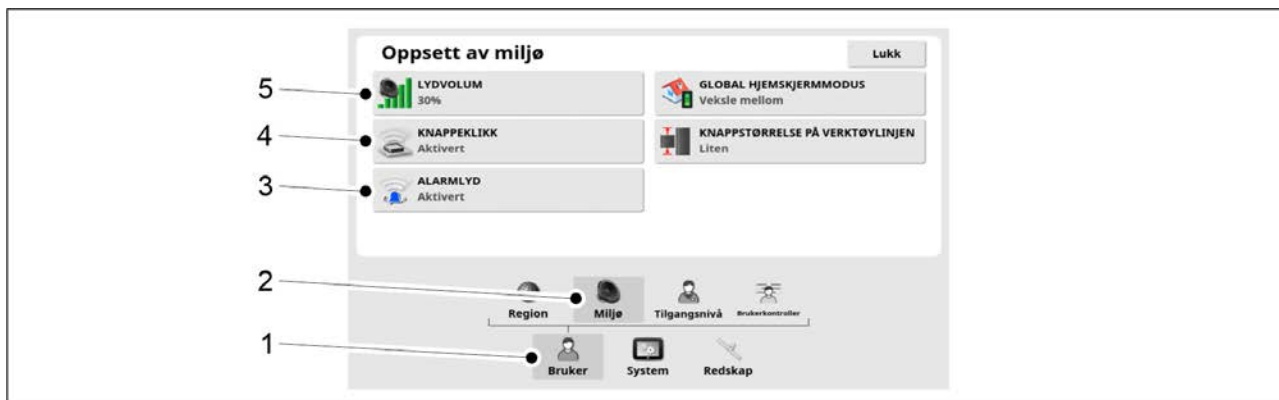 Oppsett av miljø
Lukk
5
LYDVOLUM
30%
GLOBAL HJEMSKJERMMODUS
Veksle mellom
4
KNAPPEKLIKK
Aktivert
KNAPPSTØRRELSE PÅ VERKTØYLINJEN
Liten
3
ALARMLYD
Aktivert
2
Region
Miljø
Tilgangsnivå
Brukerkontroller
1
Bruker
System
Redskap